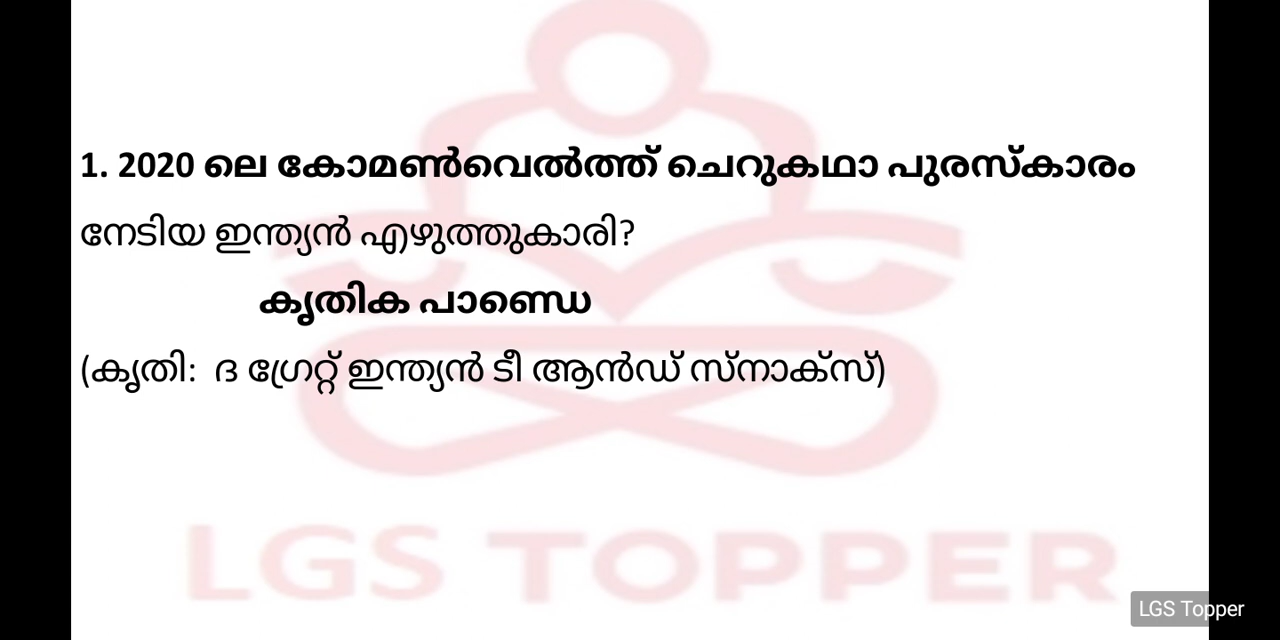 1. 2020 ലെ കോമൺവെൽത്ത് ചെറുകഥാ പുരസ്കാരം
നേടിയ ഇന്ത്യൻ എഴുത്തുകാരി?
കൃതിക പാണ്ഡെ
(കൃതി: ദ ഗ്രേറ്റ് ഇന്ത്യൻ ടീ ആൻഡ് സ്നാക്സ്)
LGS TOPPER
LGS Topper